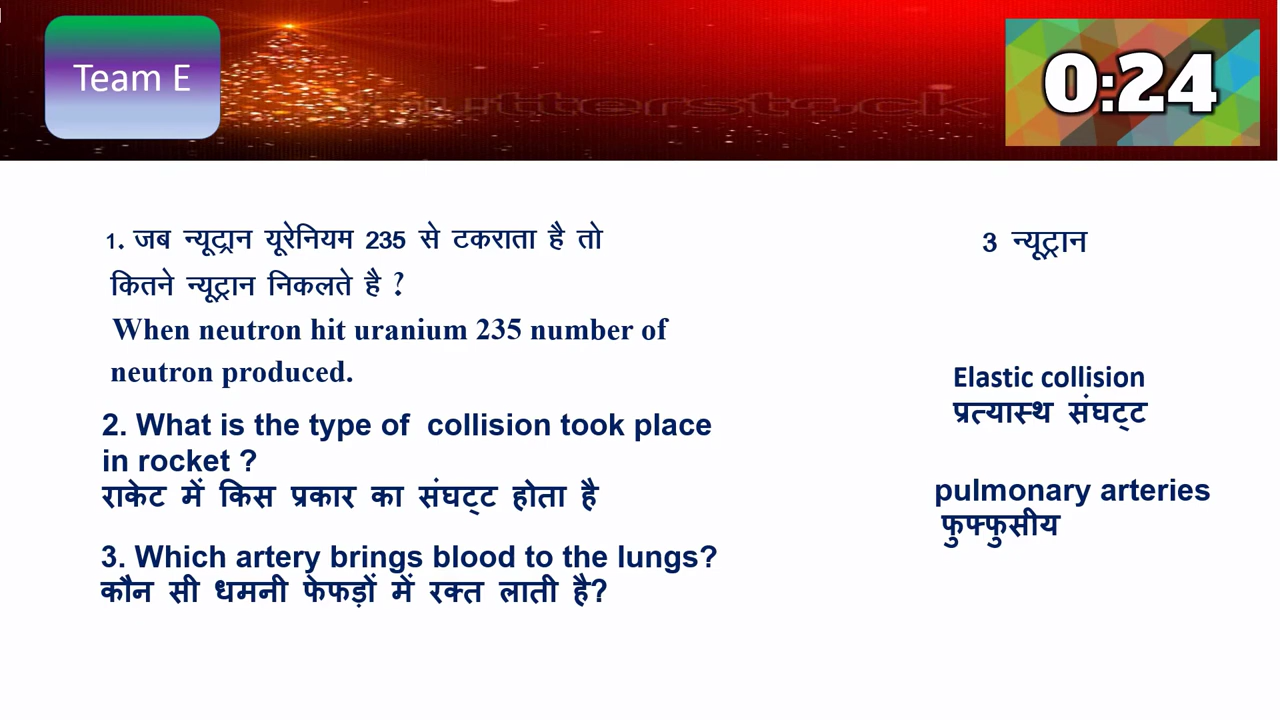 Team E
0:24
shutterstock
1. जब न्यूट्रान यूरेनियम 235 से टकराता है तो
कितने न्यूट्रान निकलते है ?
When neutron hit uranium 235 number of
neutron produced.
3 न्यूट्रान
2. What is the type of collision took place
in rocket ?
राकेट में किस प्रकार का संघट्ट होता है
Elastic collision
प्रत्यास्थ संघट्ट
3. Which artery brings blood to the lungs?
कौन सी धमनी फेफड़ों में रक्त लाती है?
pulmonary arteries
फुफ्फुसीय